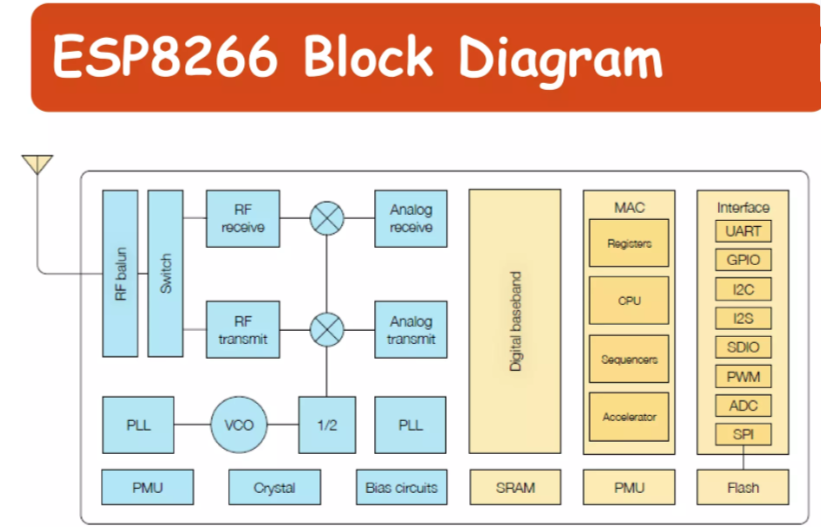 ESP8266 Block Diagram
RF balun
Switch
RF
receive
Analog
receive
RF
transmit
Analog
transmit
PLL
VCO
1/2
PLL
PMU
Crystal
Bias circuits
Digital baseband
SRAM
MAC
Registers
CPU
Sequencers
Accelerator
PMU
Interface
UART
GPIO
I2C
I2S
SDIO
PWM
ADC
SPI
Flash